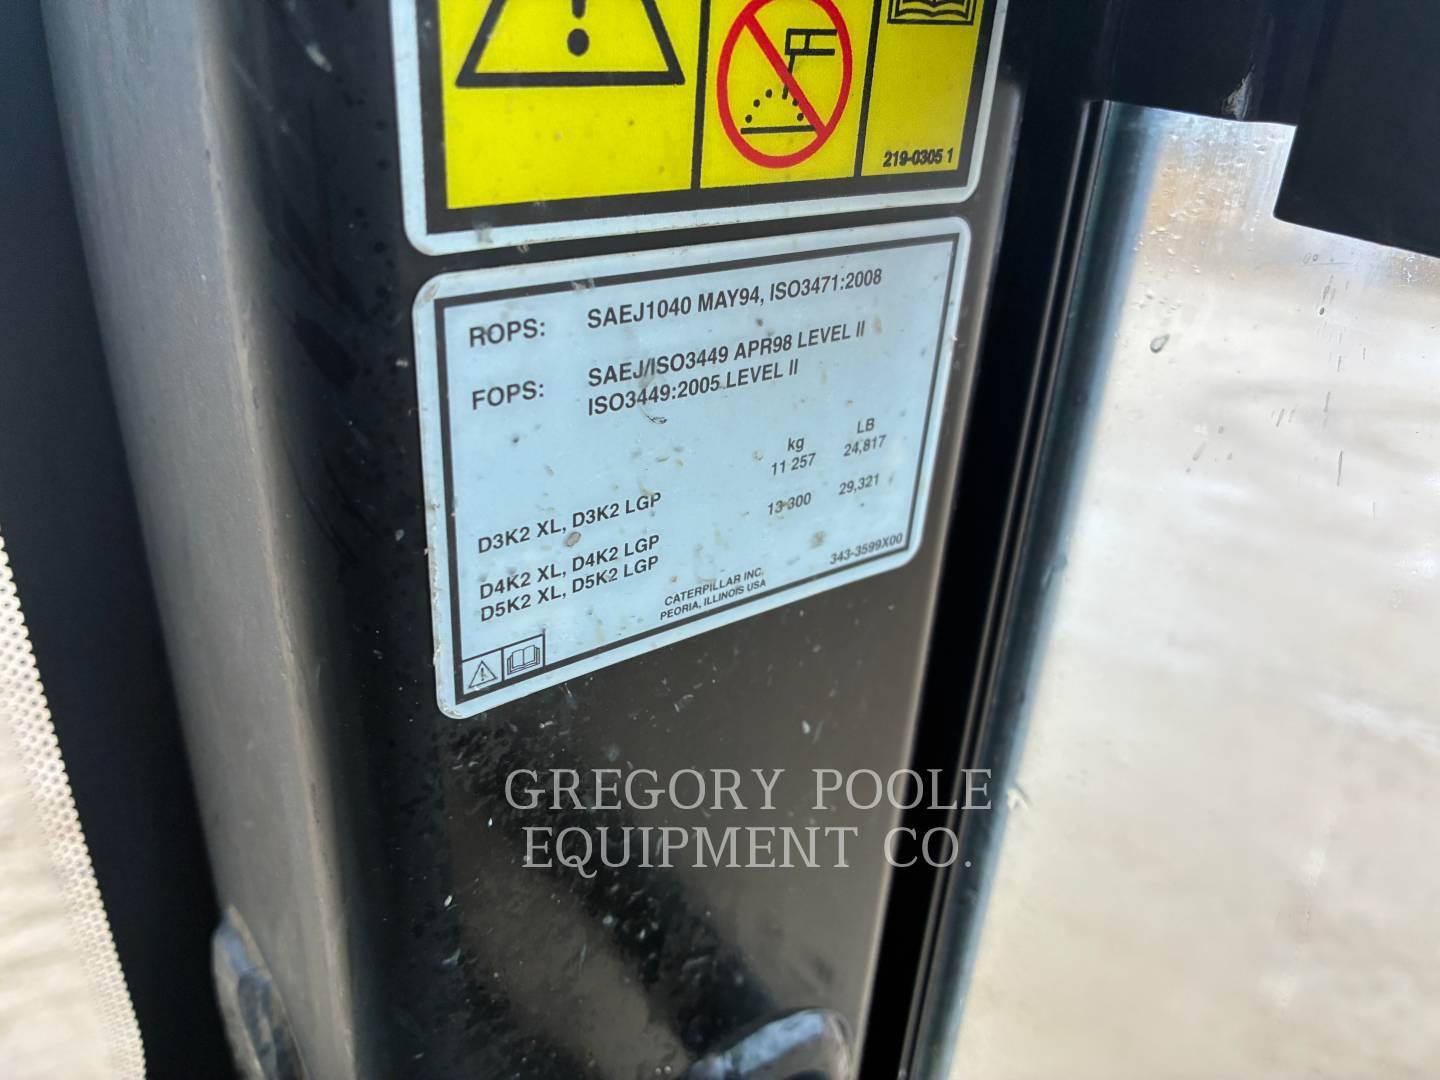 219-0305 1
ROPS: SAEJ1040 MAY94, ISO3471:2008
FOPS: SAEJ/ISO3449 APR98 LEVEL II
ISO3449:2005 LEVEL II
kg LB
D3K2 XL, D3K2 LGP 11 257 24,817
D4K2 XL, D4K2 LGP 13 300 29,321
D5K2 XL, D5K2 LGP
CATERPILLAR INC.
PEORIA, ILLINOIS USA
343-3599X00
GREGORY POOLE
EQUIPMENT CO.